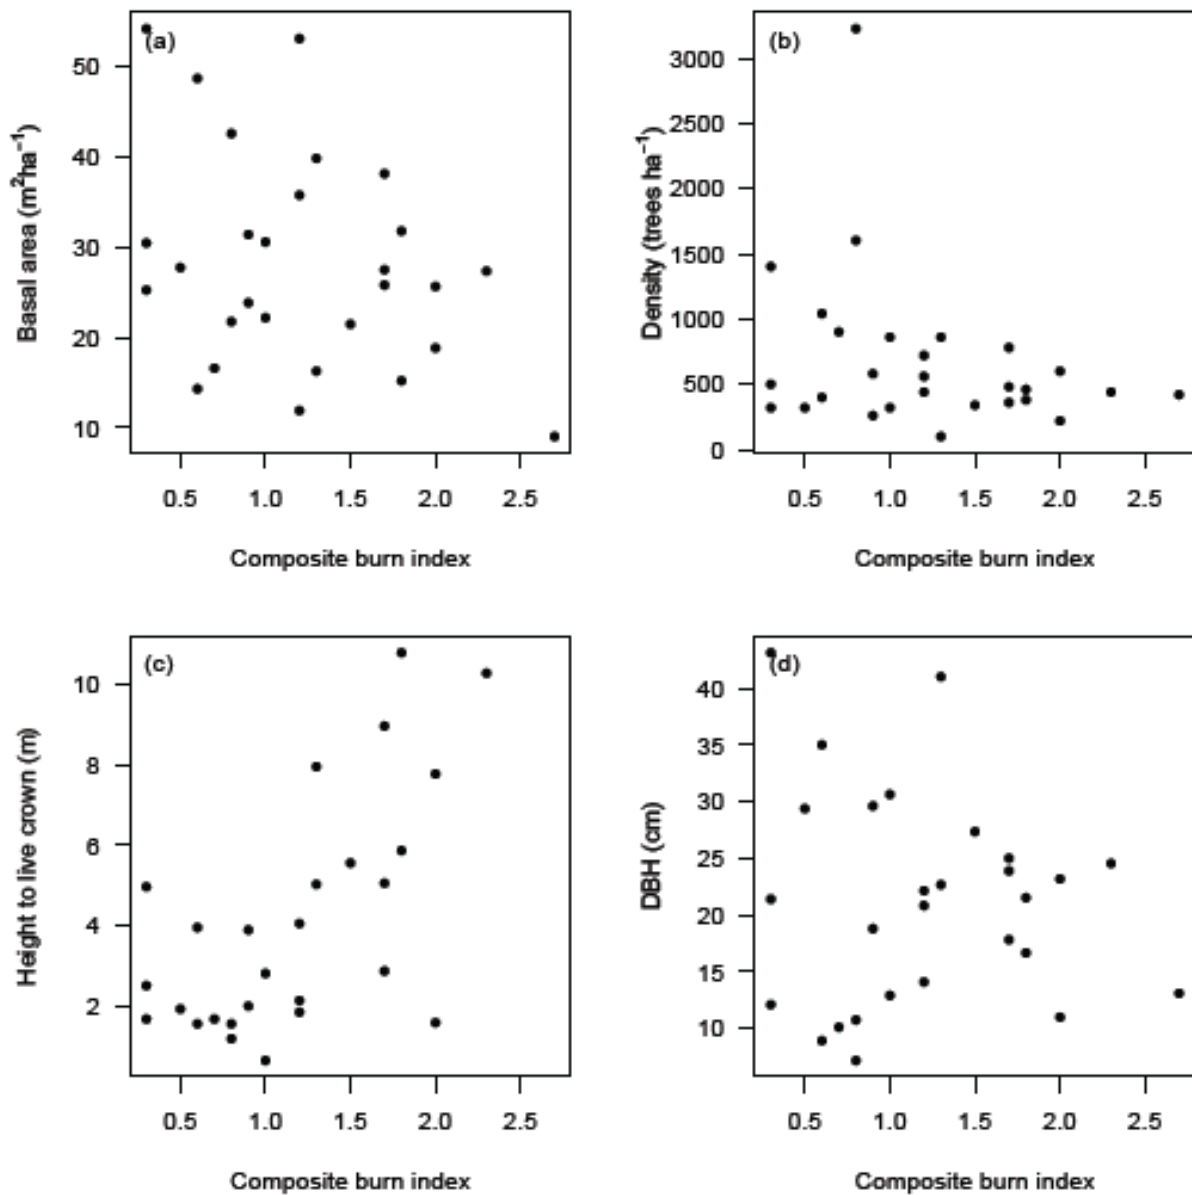 (a)
50
40
30
20
10
Basal area (m²ha⁻¹)
0.5 1.0 1.5 2.0 2.5
Composite burn index
(b)
3000
2500
2000
1500
1000
500
0
Density (trees ha⁻¹)
0.5 1.0 1.5 2.0 2.5
Composite burn index
(c)
10
8
6
4
2
Height to live crown (m)
0.5 1.0 1.5 2.0 2.5
Composite burn index
(d)
40
35
30
25
20
15
10
DBH (cm)
0.5 1.0 1.5 2.0 2.5
Composite burn index